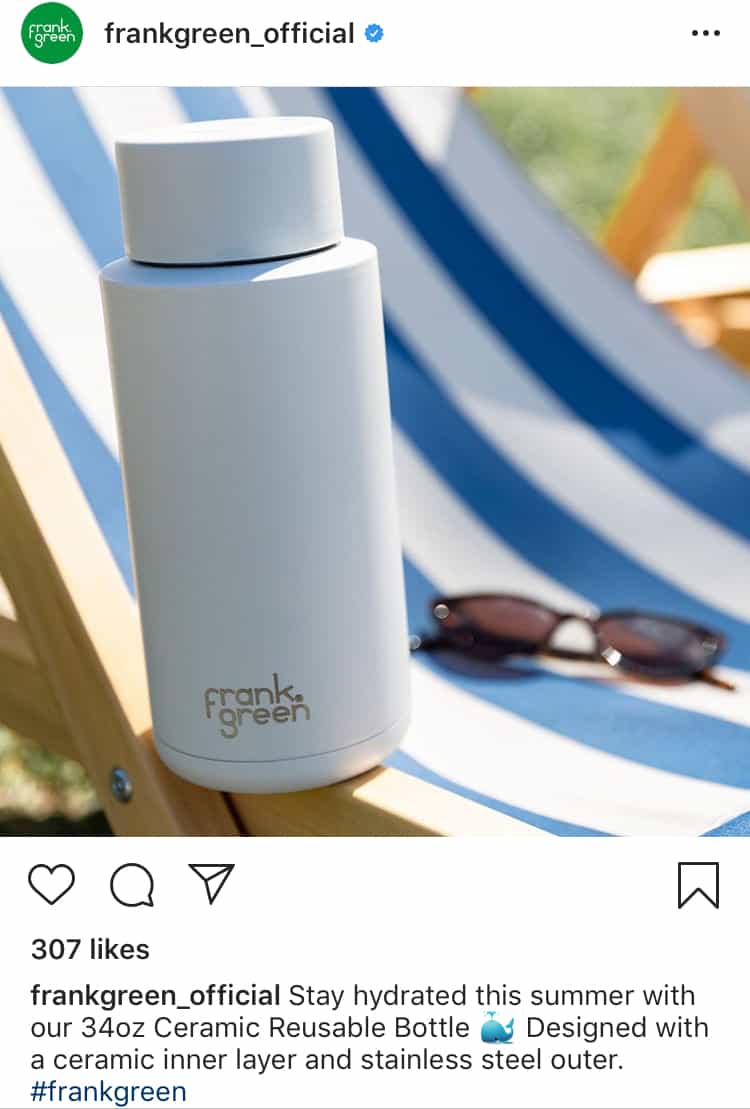 frank.
green
frankgreen_official
frank.
green
307 likes
frankgreen_official Stay hydrated this summer with
our 34oz Ceramic Reusable Bottle 🐳 Designed with
a ceramic inner layer and stainless steel outer.
#frankgreen